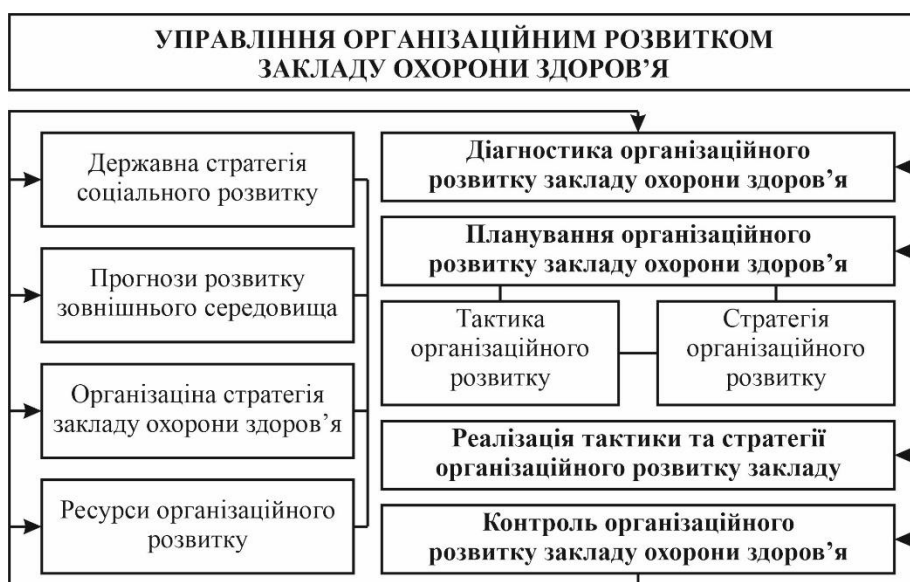 УПРАВЛІННЯ ОРГАНІЗАЦІЙНИМ РОЗВИТКОМ
ЗАКЛАДУ ОХОРОНИ ЗДОРОВ’Я
Державна стратегія
соціального розвитку
Прогнози розвитку
зовнішнього середовища
Організаціна стратегія
закладу охорони здоров’я
Ресурси організаційного
розвитку
Діагностика організаційного
розвитку закладу охорони здоров’я
Планування організаційного
розвитку закладу охорони здоров’я
Тактика
організаційного
розвитку
Стратегія
організаційного
розвитку
Реалізація тактики та стратегії
організаційного розвитку закладу
Контроль організаційного
розвитку закладу охорони здоров’я